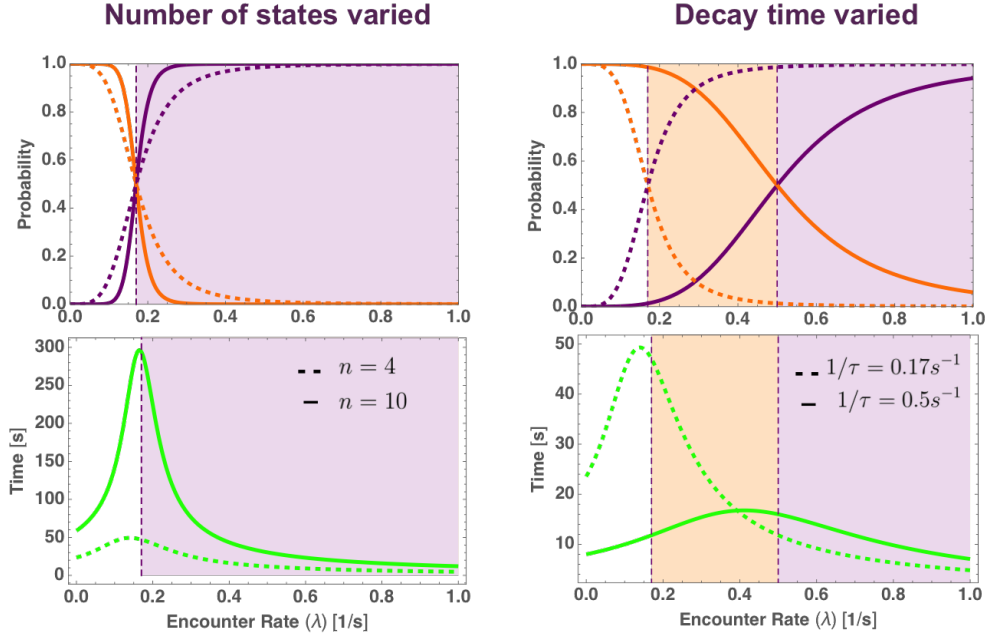 Number of states varied
Decay time varied
1.0
0.8
0.6
0.4
0.2
0.0
Probability
0.0 0.2 0.4 0.6 0.8 1.0
1.0
0.8
0.6
0.4
0.2
0.0
Probability
0.0 0.2 0.4 0.6 0.8 1.0
300
250
200
150
100
50
0
Time [s]
n = 4
n = 10
0.0 0.2 0.4 0.6 0.8 1.0
Encounter Rate (λ) [1/s]
50
40
30
20
10
Time [s]
1/τ = 0.17s⁻¹
1/τ = 0.5s⁻¹
0.0 0.2 0.4 0.6 0.8 1.0
Encounter Rate (λ) [1/s]